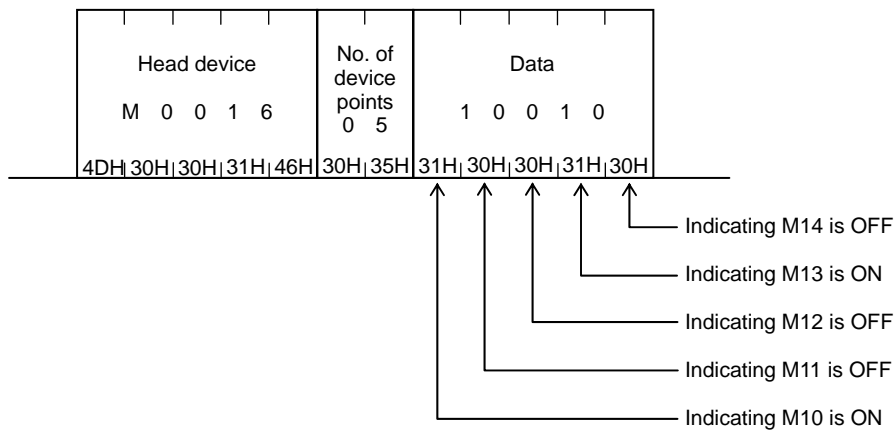 Head device
M 0 0 1 6
4DH 30H 30H 31H 46H
No. of
device
points
0 5
30H 35H
Data
1 0 0 1 0
31H 30H 30H 31H 30H
Indicating M14 is OFF
Indicating M13 is ON
Indicating M12 is OFF
Indicating M11 is OFF
Indicating M10 is ON